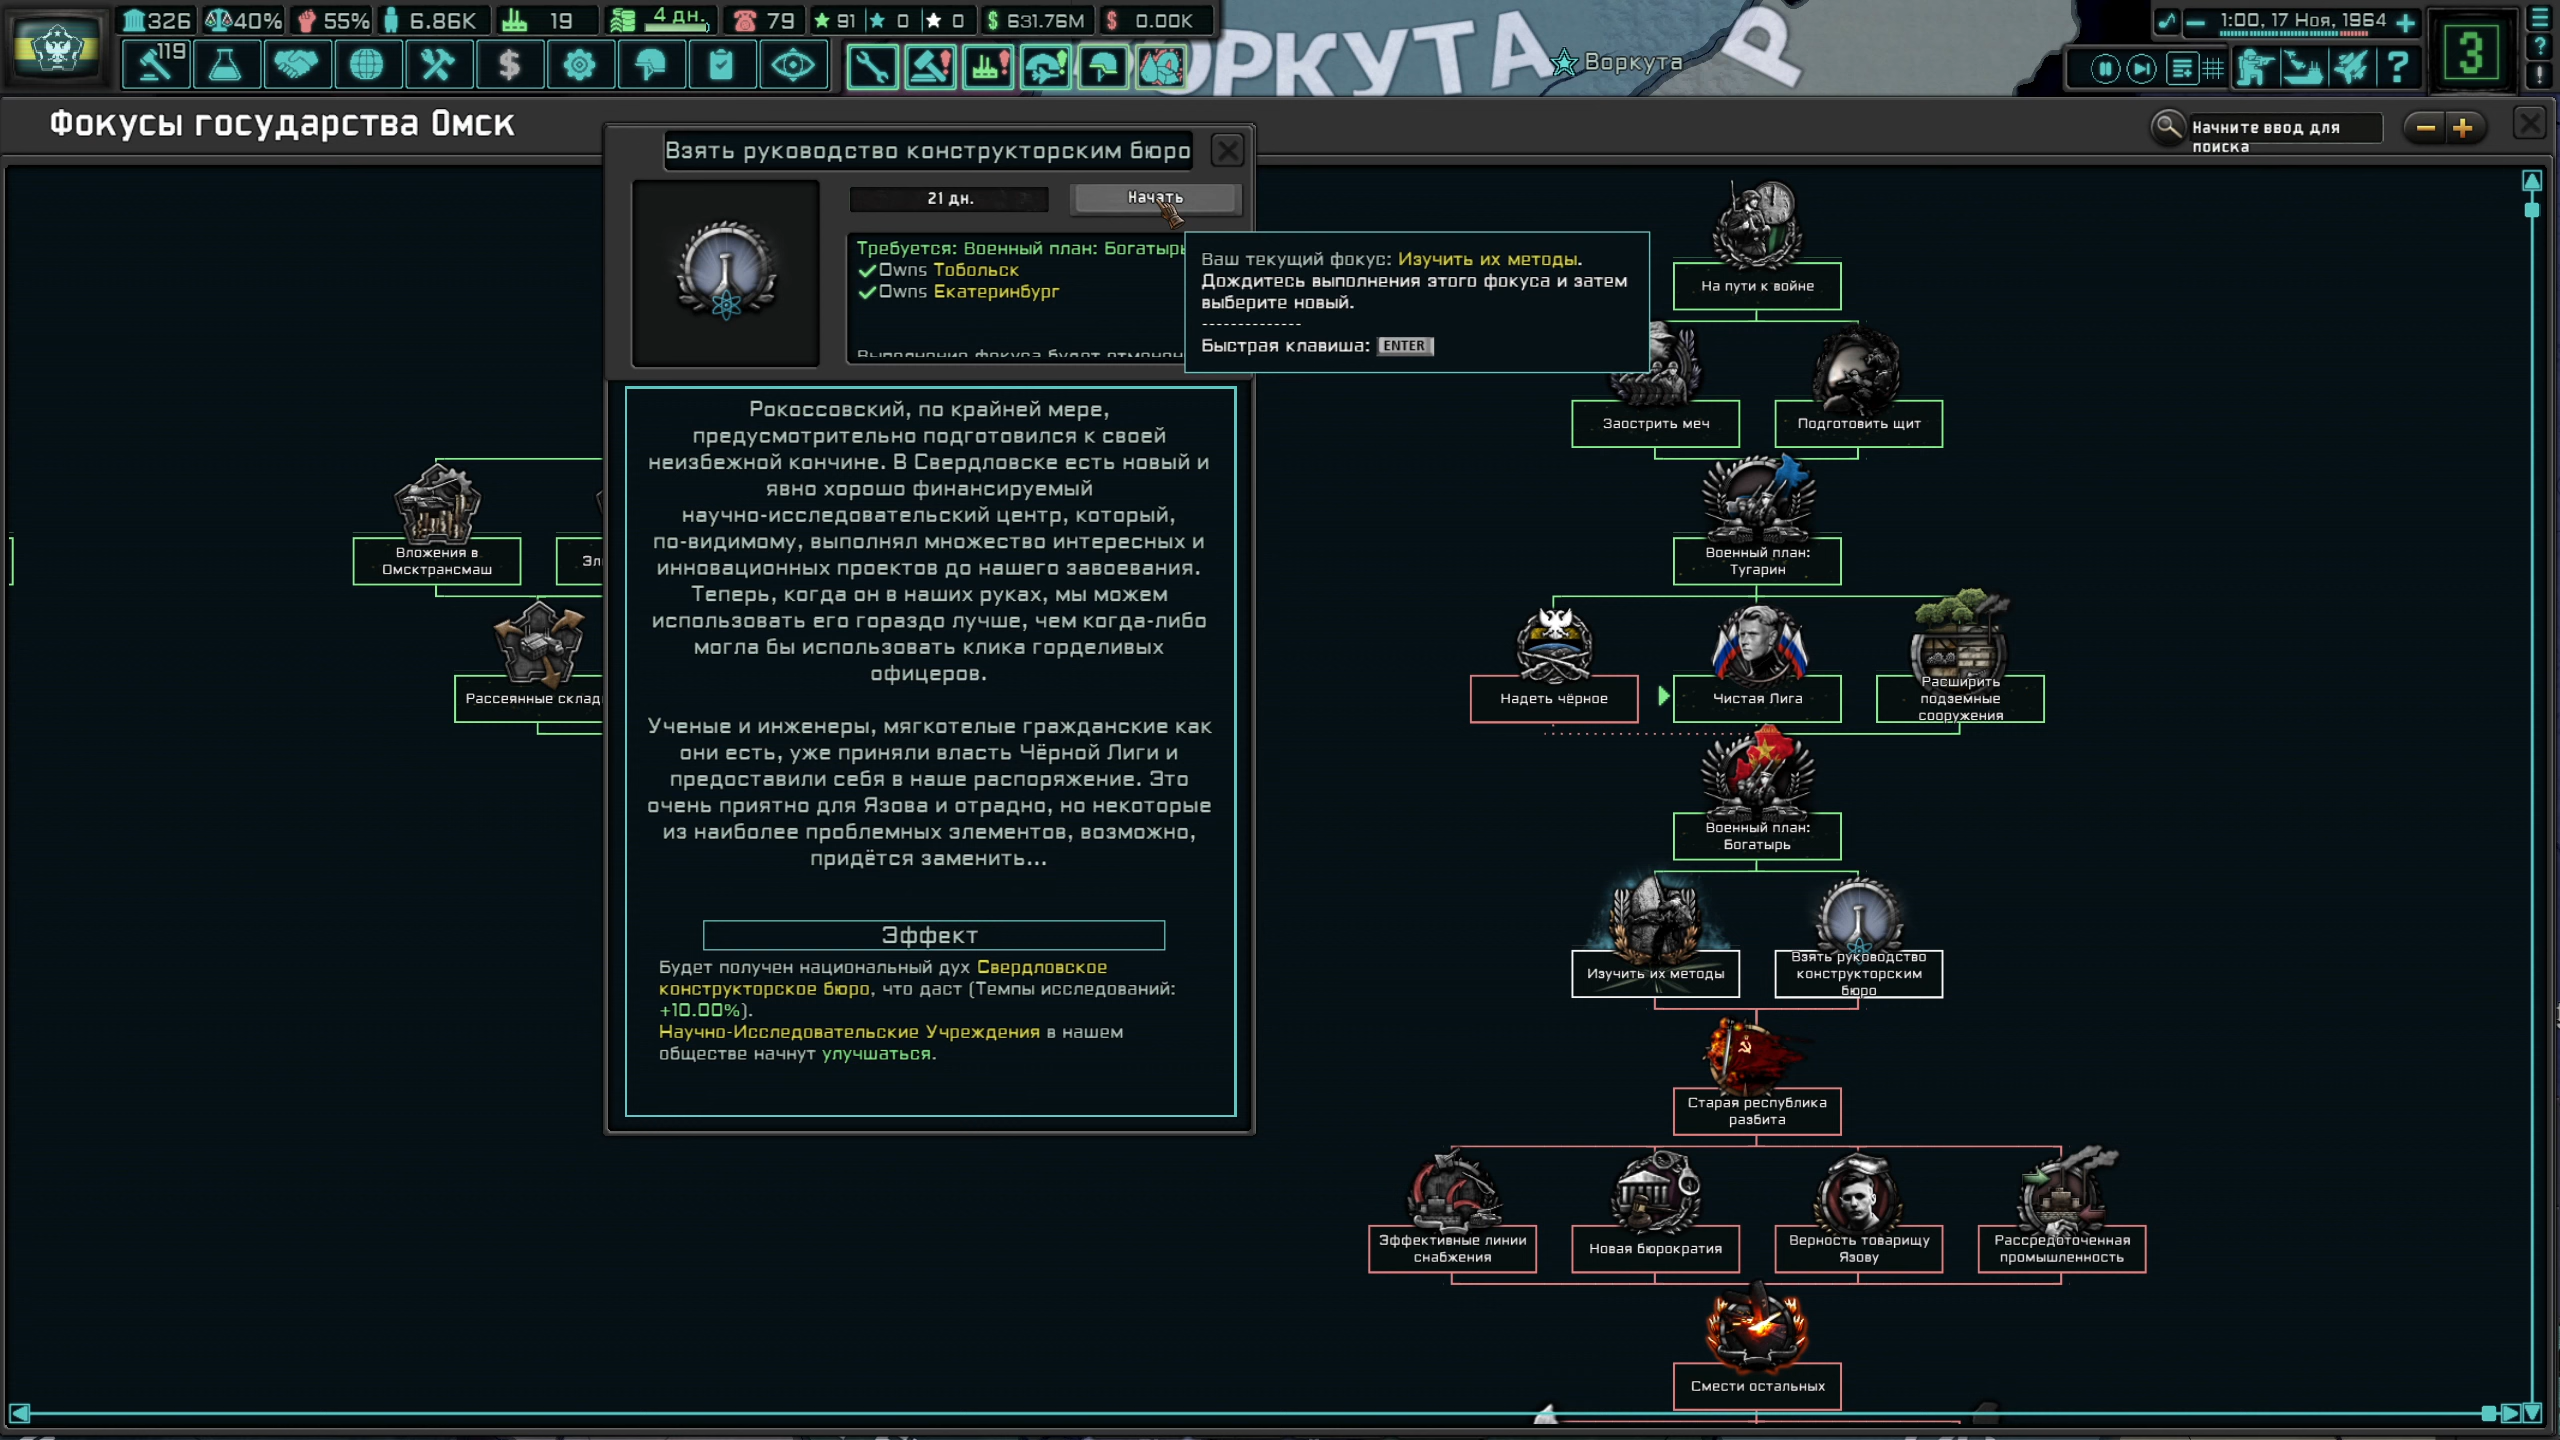 326
40%
55%
6.86K
19
4 дн.
79
91
0
0
631.76M
0.00K
1:00, 17 Ноя, 1964
119
3
ВОРКУТА
Воркута
Р
Фокусы государства Омск
Начните ввод для
поиска
Взять руководство конструкторским бюро
21 дн.
Начать
Требуется: Военный план: Богатырь
Owns Тобольск
Owns Екатеринбург
Выполнение фокуса будет отменен
Ваш текущий фокус: Изучить их методы.
Дождитесь выполнения этого фокуса и затем
выберите новый.
--------------
Быстрая клавиша: ENTER
Рокоссовский, по крайней мере,
предусмотрительно подготовился к своей
неизбежной кончине. В Свердловске есть новый и
явно хорошо финансируемый
научно-исследовательский центр, который,
по-видимому, выполнял множество интересных и
инновационных проектов до нашего завоевания.
Теперь, когда он в наших руках, мы можем
использовать его гораздо лучше, чем когда-либо
могла бы использовать клика горделивых
офицеров.
Ученые и инженеры, мягкотелые гражданские как
они есть, уже приняли власть Чёрной Лиги и
предоставили себя в наше распоряжение. Это
очень приятно для Язова и отрадно, но некоторые
из наиболее проблемных элементов, возможно,
придётся заменить...
Эффект
Будет получен национальный дух Свердловское
конструкторское бюро, что даст (Темпы исследований:
+10.00%).
Научно-Исследовательские Учреждения в нашем
обществе начнут улучшаться.
Вложения в
Омсктрансмаш
Эл
Рассеянные склад
На пути к войне
Заострить меч
Подготовить щит
Военный план:
Тугарин
Надеть чёрное
Чистая Лига
Расширить
подземные
сооружения
Военный план:
Богатырь
Изучить их методы
Взять руководство
конструкторским
бюро
Старая республика
разбита
Эффективные линии
снабжения
Новая бюрократия
Верность товарищу
Язову
Рассредоточенная
промышленность
Смести остальных